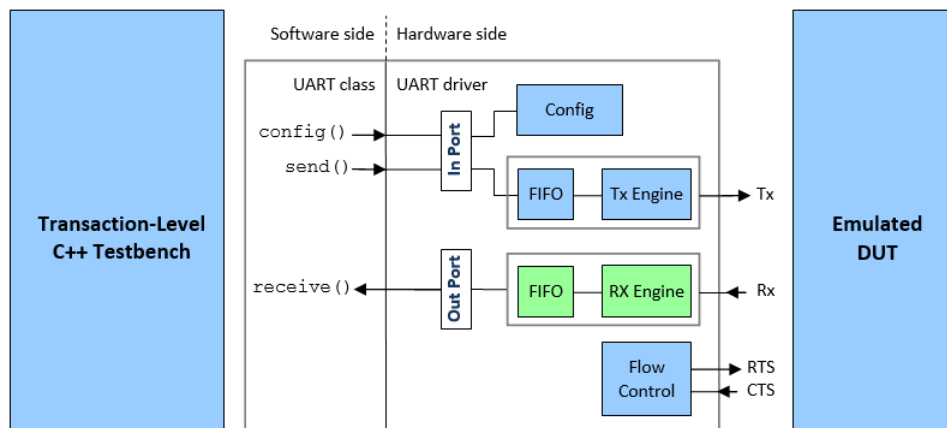 Software side
Hardware side
UART class
UART driver
config()
send()
receive()
In Port
Out Port
Config
FIFO
Tx Engine
Tx
FIFO
RX Engine
Rx
Flow
Control
RTS
CTS
Transaction-Level
C++ Testbench
Emulated
DUT